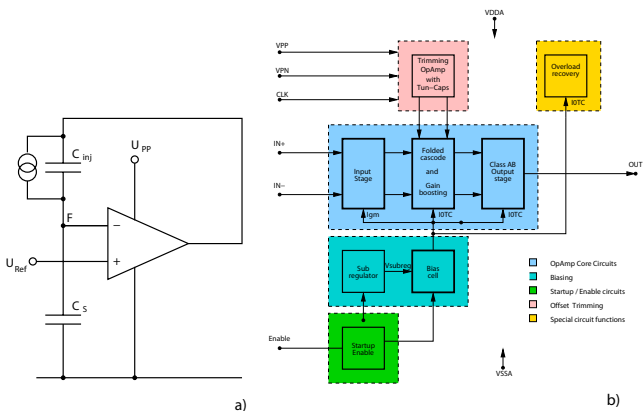 C inj
U PP
F
−
+
U Ref
C S
a)
VDDA
VPP
VPN
CLK
Trimming
OpAmp
with
Tun−Caps
Overload
recovery
I0TC
IN+
IN−
Input
Stage
Folded
cascode
and
Gain
boosting
Class AB
Output
stage
OUT
Igm
I0TC
I0TC
Sub
regulator
Vsubreg
Bias
cell
Enable
Startup
Enable
OpAmp Core Circuits
Biasing
Startup / Enable circuits
Offset Trimming
Special circuit functions
VSSA
b)